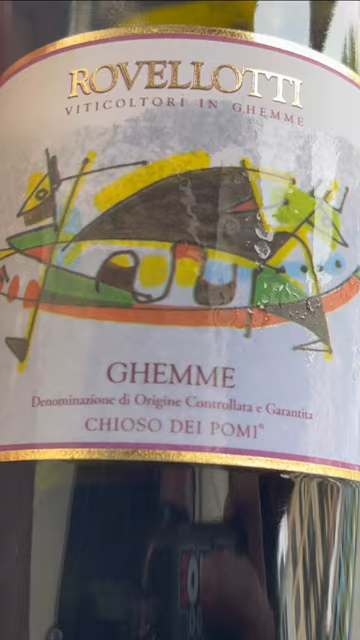 ROVELLOTTI
VITICOLTORI IN GHEMME
GHEMME
Denominazione di Origine Controllata e Garantita
CHIOSO DEI POMI®